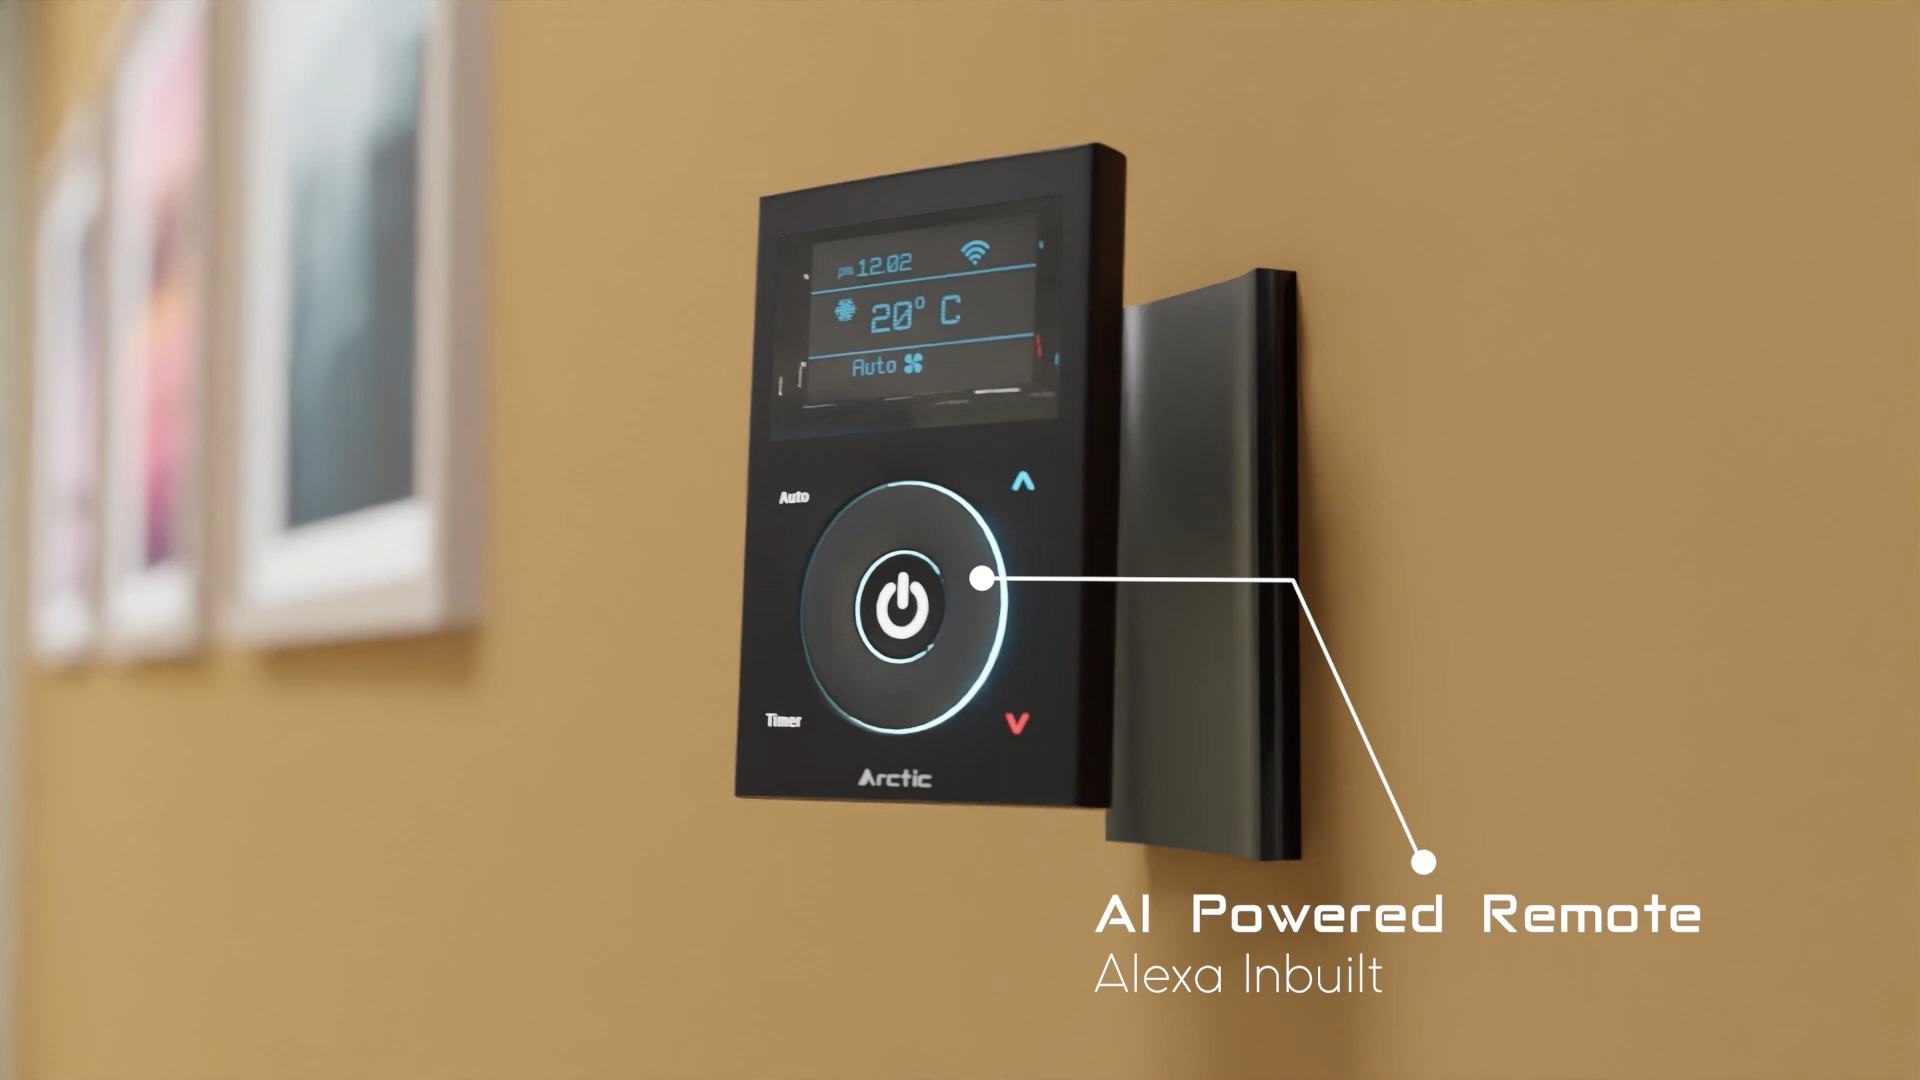 pm 12.02
20° C
Auto
Auto
Timer
Arctic
AI Powered Remote
Alexa Inbuilt